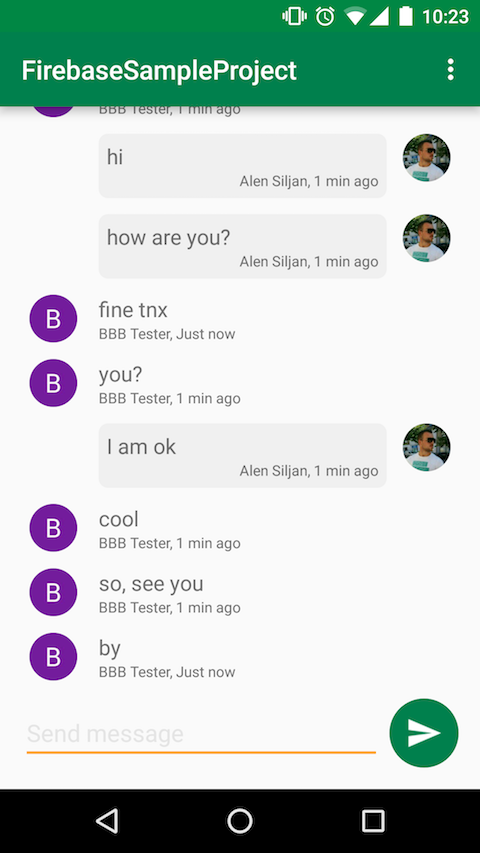 10:23
FirebaseSampleProject
BBB Tester, 1 min ago
hi
Alen Siljan, 1 min ago
how are you?
Alen Siljan, 1 min ago
B
fine tnx
BBB Tester, Just now
B
you?
BBB Tester, 1 min ago
I am ok
Alen Siljan, 1 min ago
B
cool
BBB Tester, 1 min ago
B
so, see you
BBB Tester, 1 min ago
B
by
BBB Tester, Just now
Send message